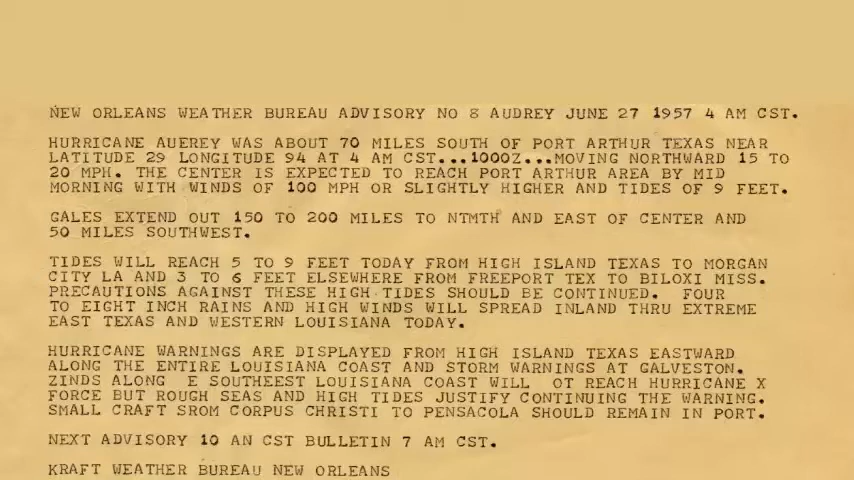 NEW ORLEANS WEATHER BUREAU ADVISORY NO 8 AUDREY JUNE 27 1957 4 AM CST.
HURRICANE AUEREY WAS ABOUT 70 MILES SOUTH OF PORT ARTHUR TEXAS NEAR
LATITUDE 29 LONGITUDE 94 AT 4 AM CST...1000Z...MOVING NORTHWARD 15 TO
20 MPH. THE CENTER IS EXPECTED TO REACH PORT ARTHUR AREA BY MID
MORNING WITH WINDS OF 100 MPH OR SLIGHTLY HIGHER AND TIDES OF 9 FEET.
GALES EXTEND OUT 150 TO 200 MILES TO NTMTH AND EAST OF CENTER AND
50 MILES SOUTHWEST.
TIDES WILL REACH 5 TO 9 FEET TODAY FROM HIGH ISLAND TEXAS TO MORGAN
CITY LA AND 3 TO 6 FEET ELSEWHERE FROM FREEPORT TEX TO BILOXI MISS.
PRECAUTIONS AGAINST THESE HIGH TIDES SHOULD BE CONTINUED. FOUR
TO EIGHT INCH RAINS AND HIGH WINDS WILL SPREAD INLAND THRU EXTREME
EAST TEXAS AND WESTERN LOUISIANA TODAY.
HURRICANE WARNINGS ARE DISPLAYED FROM HIGH ISLAND TEXAS EASTWARD
ALONG THE ENTIRE LOUISIANA COAST AND STORM WARNINGS AT GALVESTON.
ZINDS ALONG  E SOUTHEEST LOUISIANA COAST WILL  OT REACH HURRICANE X
FORCE BUT ROUGH SEAS AND HIGH TIDES JUSTIFY CONTINUING THE WARNING.
SMALL CRAFT SROM CORPUS CHRISTI TO PENSACOLA SHOULD REMAIN IN PORT.
NEXT ADVISORY 10 AN CST BULLETIN 7 AM CST.
KRAFT WEATHER BUREAU NEW ORLEANS